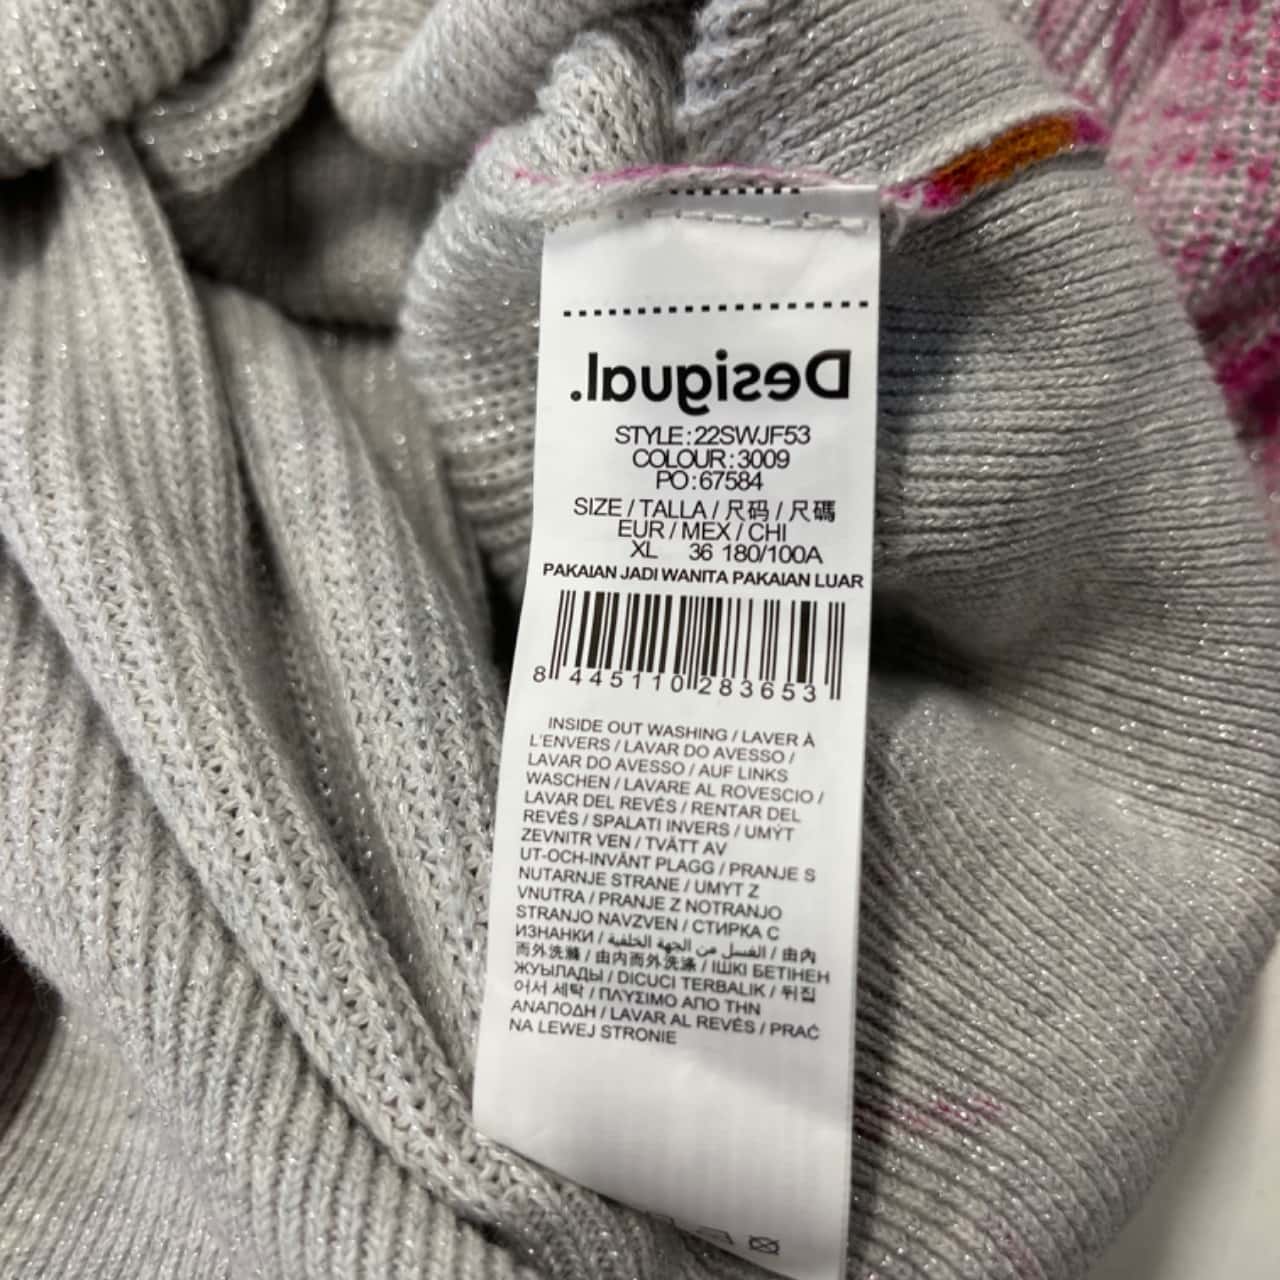 Desigual.
STYLE:22SWJF53
COLOUR:3009
PO:67584
SIZE / TALLA / 尺码 / 尺碼
EUR / MEX / CHI
XL 36 180/100A
PAKAIAN JADI WANITA PAKAIAN LUAR
8 445110 283653
INSIDE OUT WASHING / LAVER À
L'ENVERS / LAVAR DO AVESSO /
LAVAR DO AVESSO / AUF LINKS
WASCHEN / LAVARE AL ROVESCIO /
LAVAR DEL REVÉS / RENTAR DEL
REVÉS / SPALATI INVERS / UMÝT
ZEVNITR VEN / TVÄTT AV
UT-OCH-INVÄNT PLAGG / PRANJE S
NUTARNJE STRANE / UMYT Z
VNUTRA / PRANJE Z NOTRANJO
STRANJO NAVZVEN / СТИРКА С
ИЗНАНКИ / الغسل من الجهة الخلفية / 由內
而外洗滌 / 由内而外洗涤 / ІШКІ БЕТІНЕН
ЖУЫЛАДЫ / DICUCI TERBALIK / 뒤집
어서 세탁 / ΠΛΥΣΙΜΟ ΑΠΟ ΤΗΝ
ΑΝΑΠΟΔΗ / LAVAR AL REVÉS / PRAĆ
NA LEWEJ STRONIE